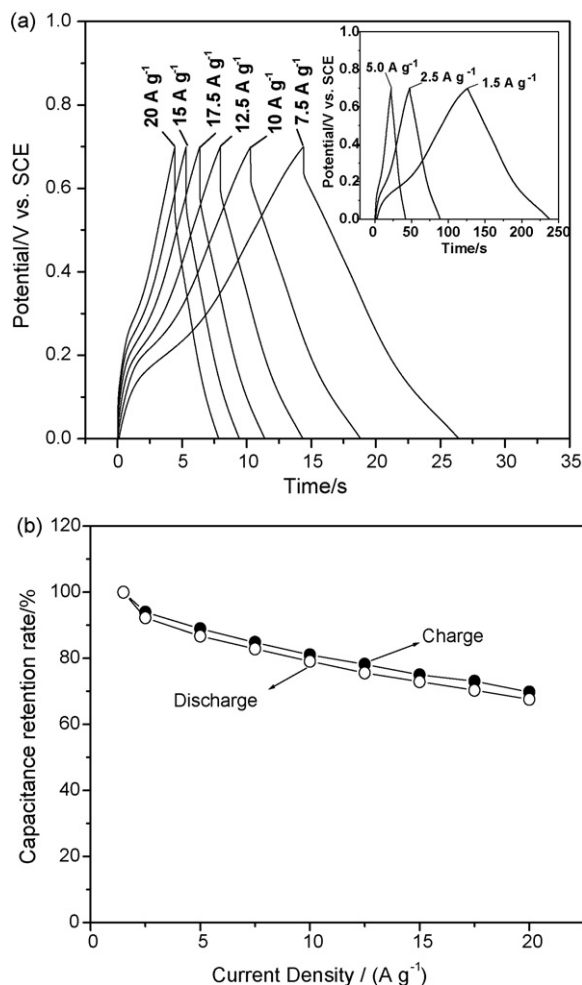 (a)
1.0
0.8
0.6
0.4
0.2
0.0
Potential/V vs. SCE
20 A g-1
15 A g-1
17.5 A g-1
12.5 A g-1
10 A g-1
7.5 A g-1
0 5 10 15 20 25 30 35
Time/s
1.0
0.8
0.6
0.4
0.2
0.0
Potential/V vs. SCE
5.0 A g-1
2.5 A g-1
1.5 A g-1
0 50 100 150 200 250
Time/s
(b)
120
100
80
60
40
20
0
Capacitance retention rate/%
Charge
Discharge
0 5 10 15 20
Current Density / (A g-1)